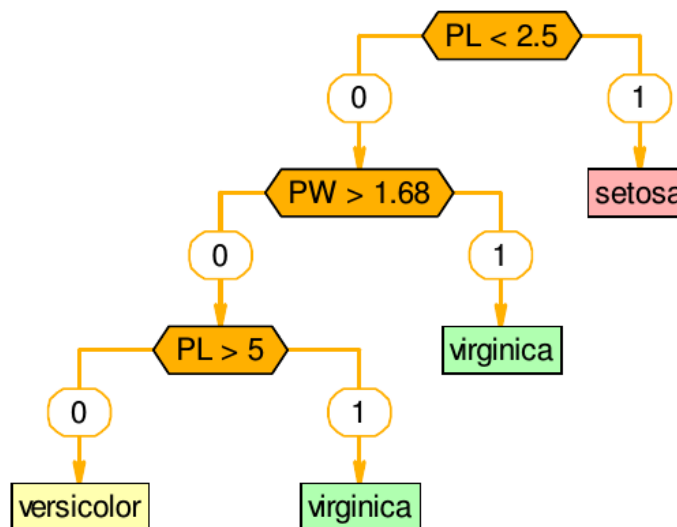 PL < 2.5
0
1
PW > 1.68
setosa
0
1
PL > 5
virginica
0
1
versicolor
virginica